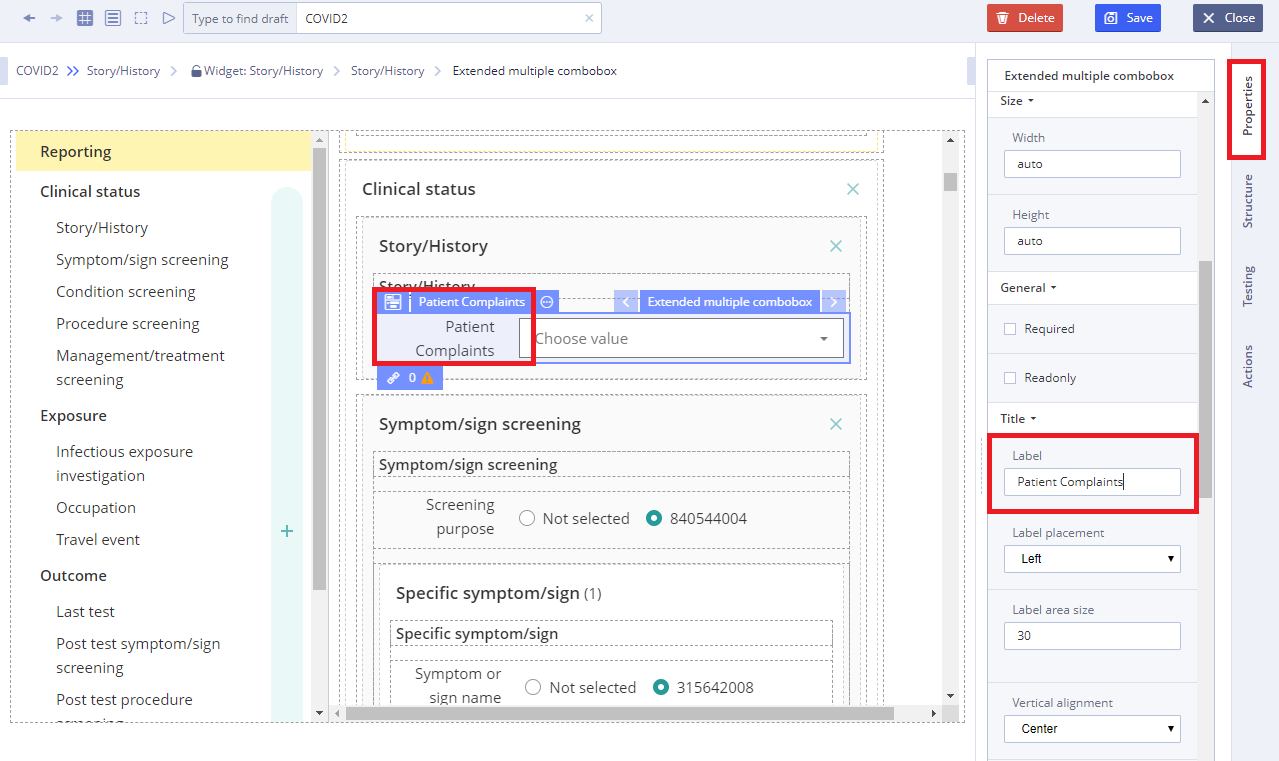 Type to find draft COVID2 ×
Delete Save Close
COVID2 Story/History Widget: Story/History Story/History Extended multiple combobox
Reporting
Clinical status
Story/History
Symptom/sign screening
Condition screening
Procedure screening
Management/treatment
screening
Exposure
Infectious exposure
investigation
Occupation
Travel event
Outcome
Last test
Post test symptom/sign
screening
Post test procedure
Clinical status
Story/History
Story/History
Patient Complaints Extended multiple combobox
Patient
Complaints
Choose value
0
Symptom/sign screening
Symptom/sign screening
Screening
purpose
Not selected 840544004
Specific symptom/sign (1)
Specific symptom/sign
Symptom or
sign name
Not selected 315642008
Extended multiple combobox
Size
Width
auto
Height
auto
General
Required
Readonly
Title
Label
Patient Complaints
Label placement
Left
Label area size
30
Vertical alignment
Center
Properties
Structure
Testing
Actions